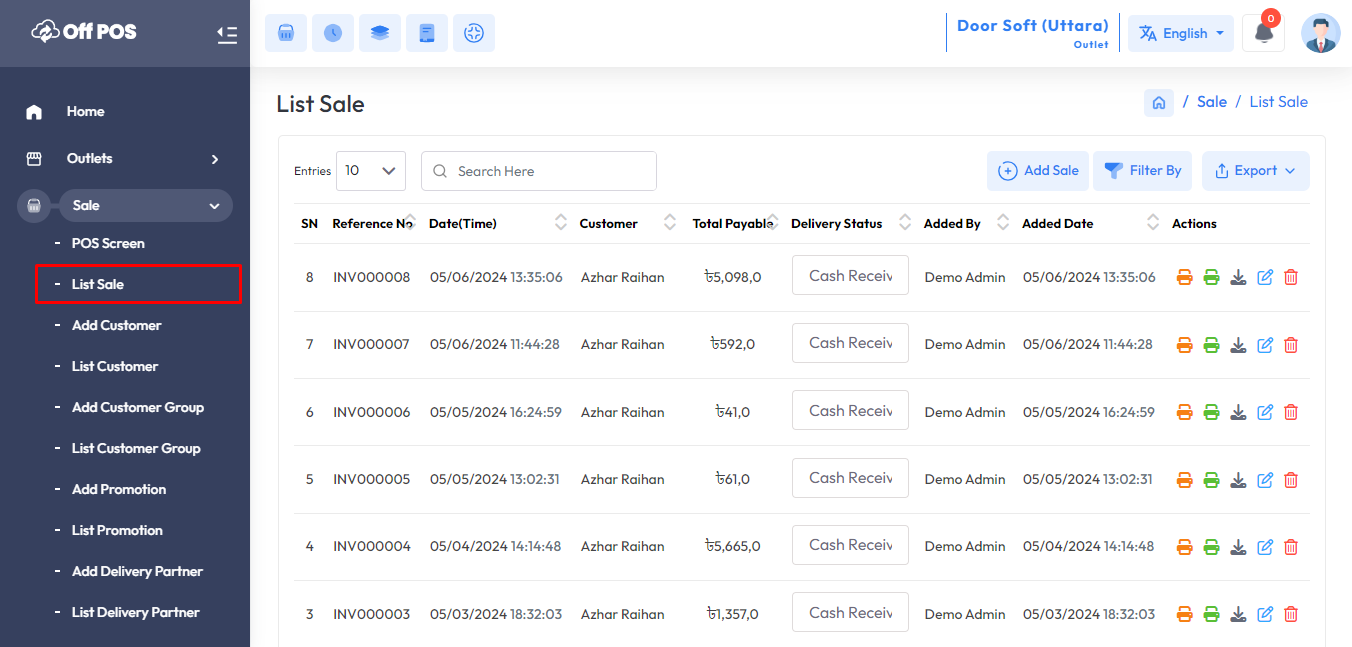 Off POS
Door Soft (Uttara)
Outlet
English
0
Home
Outlets
Sale
- POS Screen
- List Sale
- Add Customer
- List Customer
- Add Customer Group
- List Customer Group
- Add Promotion
- List Promotion
- Add Delivery Partner
- List Delivery Partner
List Sale
/ Sale / List Sale
Entries 10 Search Here Add Sale Filter By Export
SN Reference No Date(Time) Customer Total Payable Delivery Status Added By Added Date Actions
8 INV000008 05/06/2024 13:35:06 Azhar Raihan ৳5,098,0 Cash Receiv Demo Admin 05/06/2024 13:35:06
7 INV000007 05/06/2024 11:44:28 Azhar Raihan ৳592,0 Cash Receiv Demo Admin 05/06/2024 11:44:28
6 INV000006 05/05/2024 16:24:59 Azhar Raihan ৳41,0 Cash Receiv Demo Admin 05/05/2024 16:24:59
5 INV000005 05/05/2024 13:02:31 Azhar Raihan ৳61,0 Cash Receiv Demo Admin 05/05/2024 13:02:31
4 INV000004 05/04/2024 14:14:48 Azhar Raihan ৳5,665,0 Cash Receiv Demo Admin 05/04/2024 14:14:48
3 INV000003 05/03/2024 18:32:03 Azhar Raihan ৳1,357,0 Cash Receiv Demo Admin 05/03/2024 18:32:03